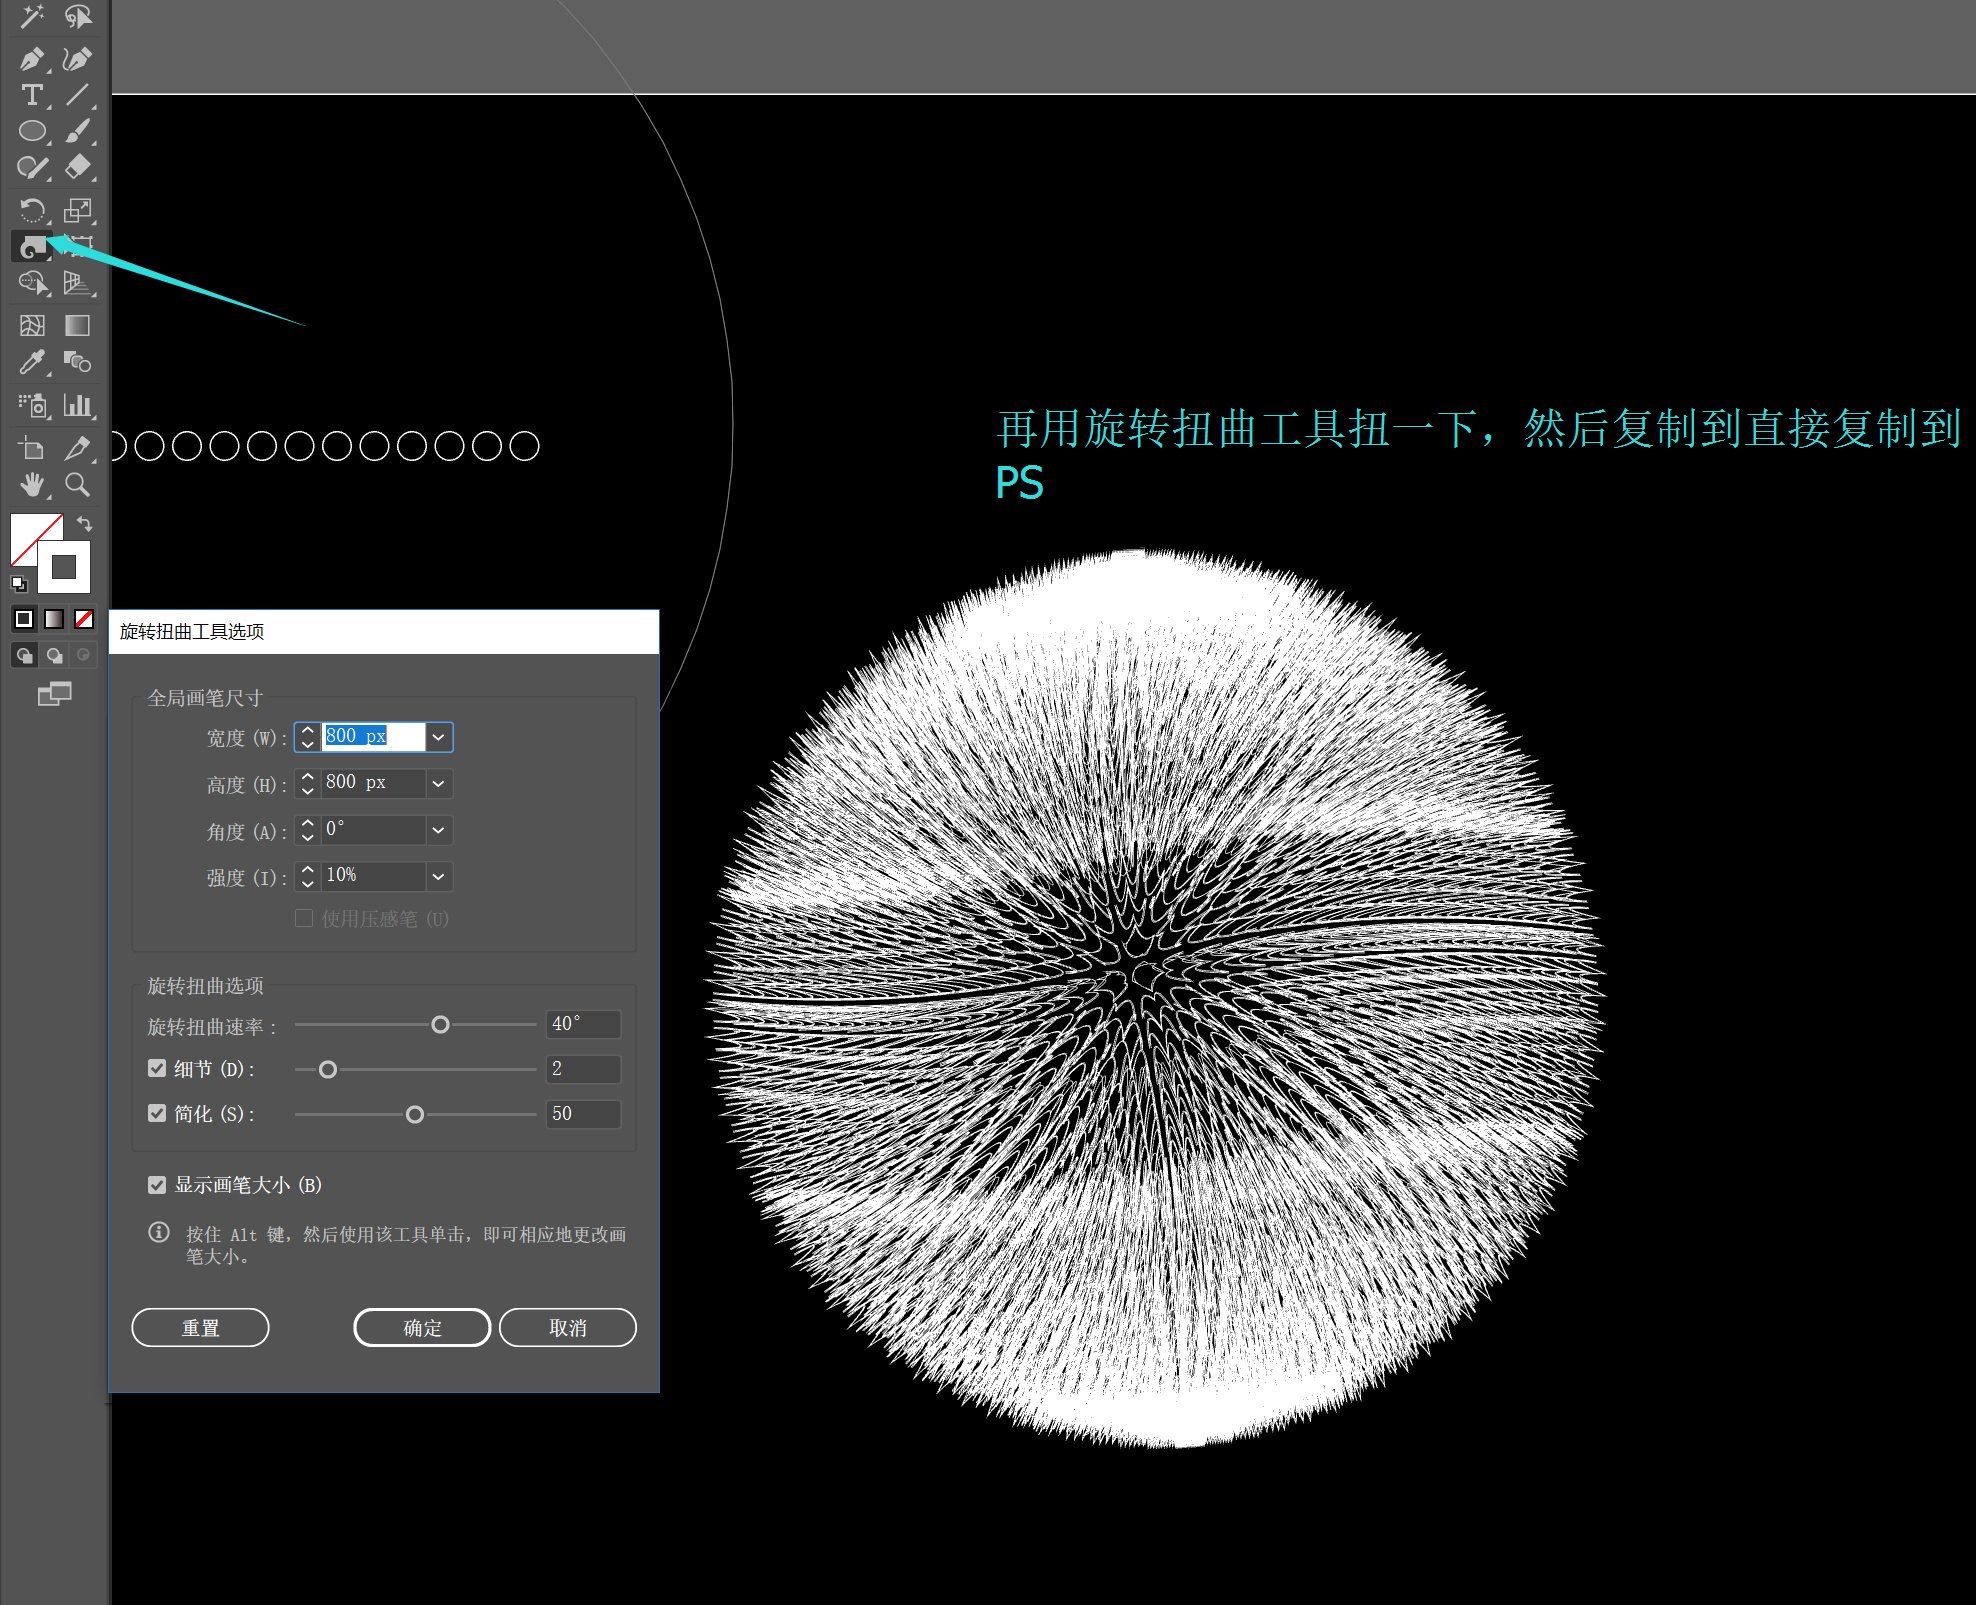 再用旋转扭曲工具扭一下，然后复制到直接复制到
PS
旋转扭曲工具选项
全局画笔尺寸
宽度 (W): 800 px
高度 (H): 800 px
角度 (A): 0°
强度 (I): 10%
使用压感笔 (U)
旋转扭曲选项
旋转扭曲速率： 40°
细节 (D): 2
简化 (S): 50
显示画笔大小 (B)
按住 Alt 键，然后使用该工具单击，即可相应地更改画
笔大小。
重置 确定 取消